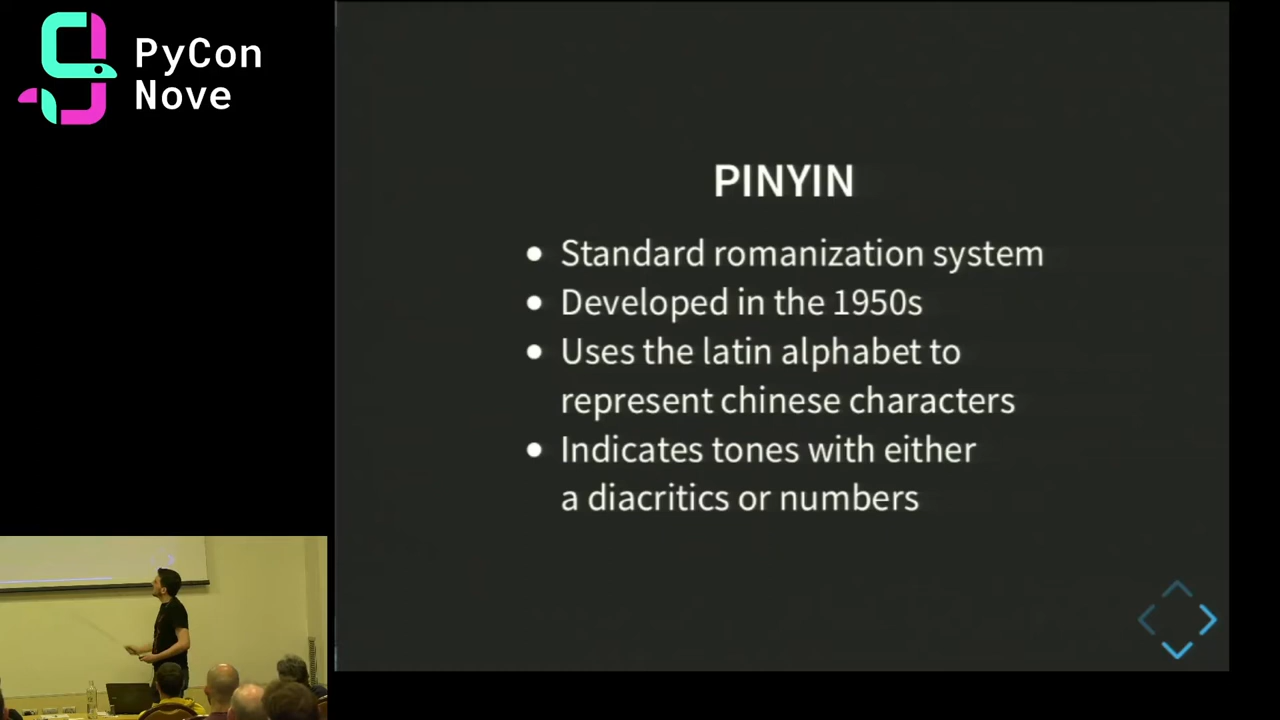 PyCon
Nove
PINYIN
Standard romanization system
Developed in the 1950s
Uses the latin alphabet to
represent chinese characters
Indicates tones with either
a diacritics or numbers